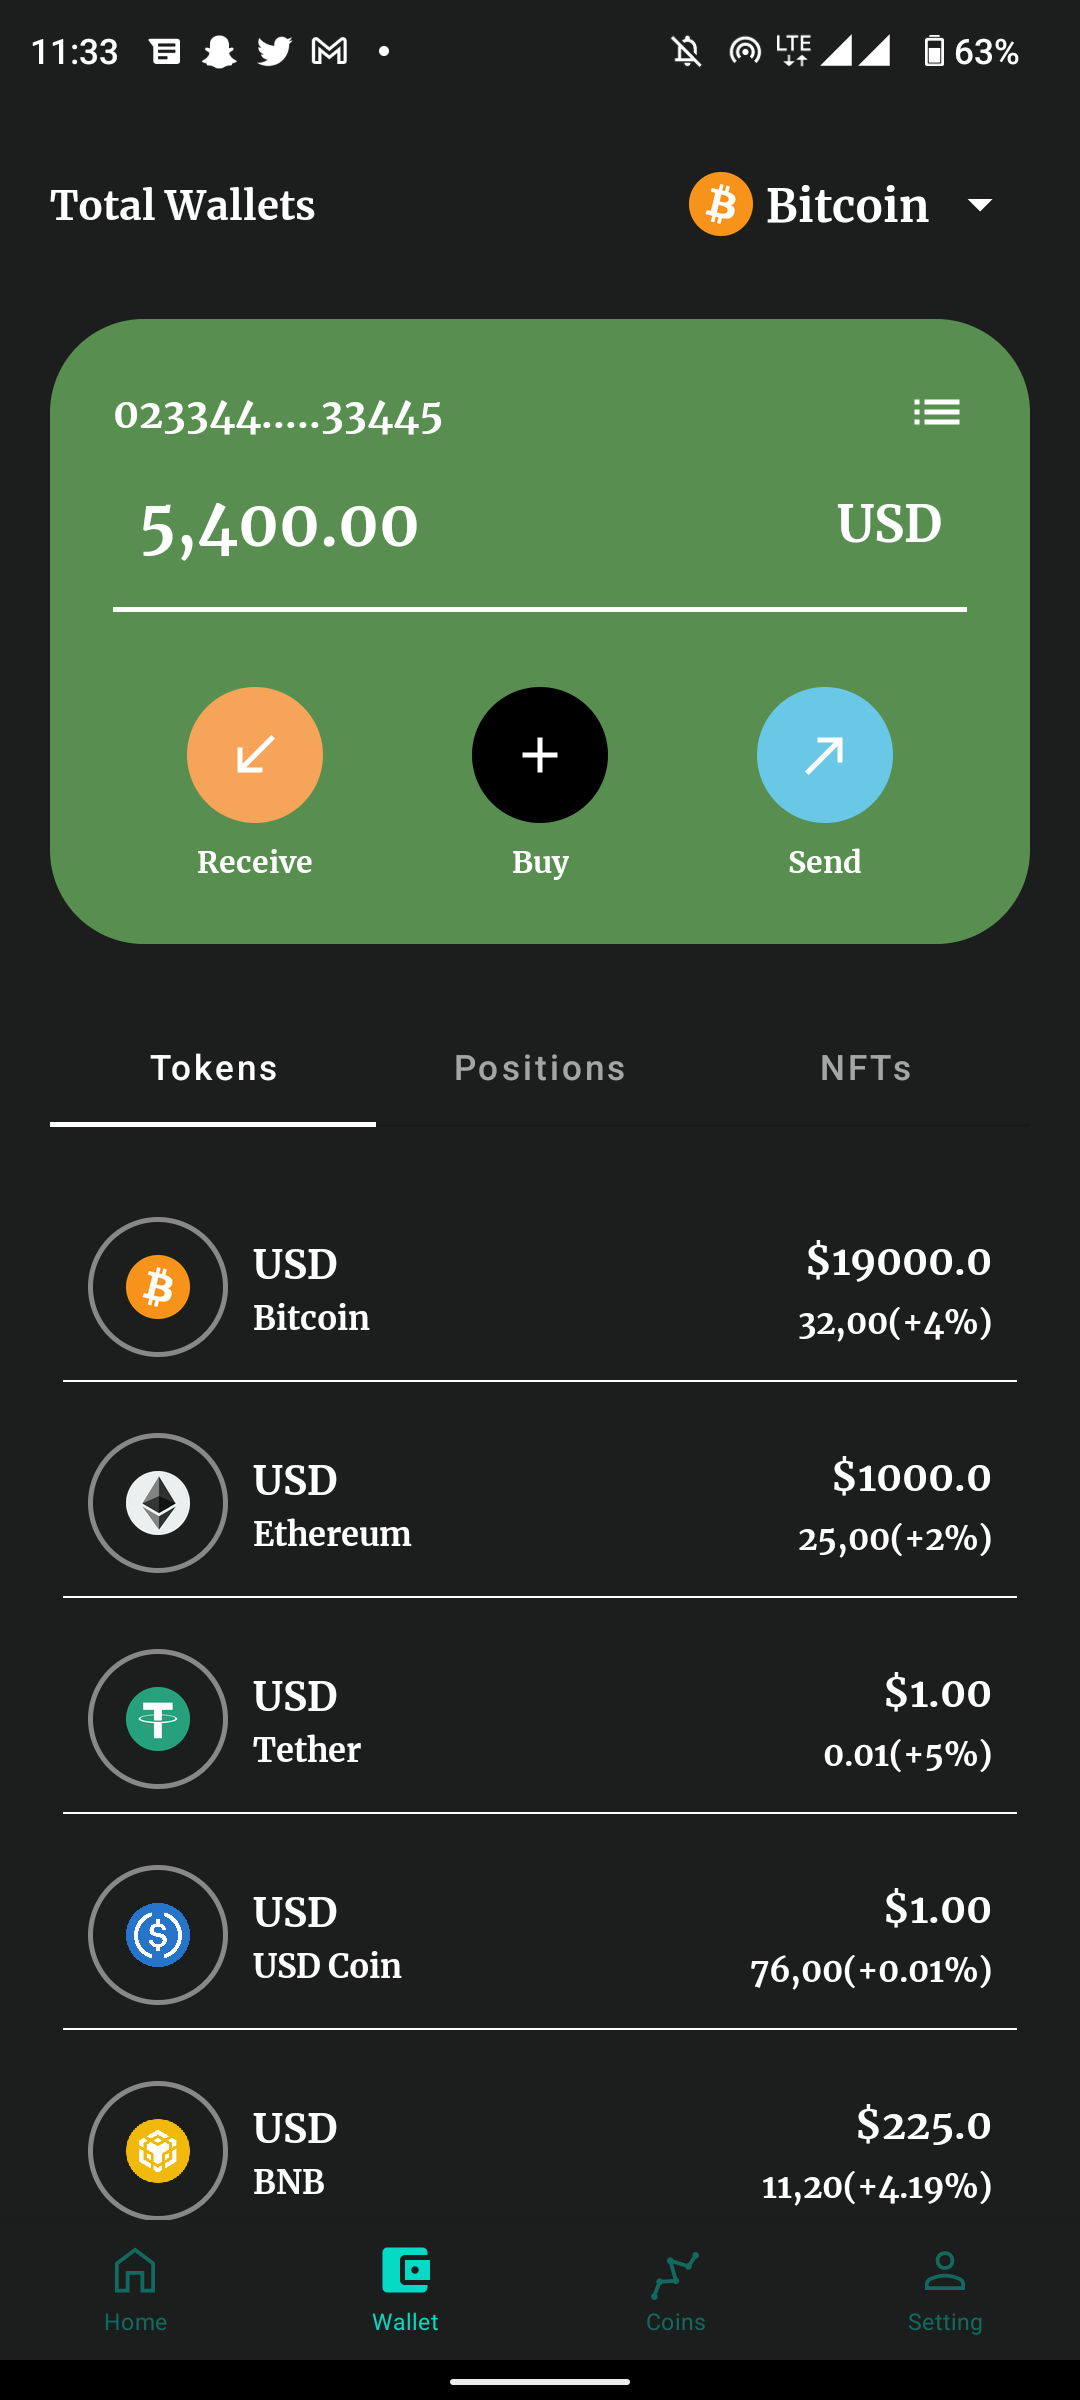 11:33
LTE
63%
Total Wallets
Bitcoin
023344.....33445
5,400.00
USD
Receive
Buy
Send
Tokens
Positions
NFTs
USD
$19000.0
Bitcoin
32,00(+4%)
USD
$1000.0
Ethereum
25,00(+2%)
USD
$1.00
Tether
0.01(+5%)
USD
$1.00
USD Coin
76,00(+0.01%)
USD
$225.0
BNB
11,20(+4.19%)
Home
Wallet
Coins
Setting